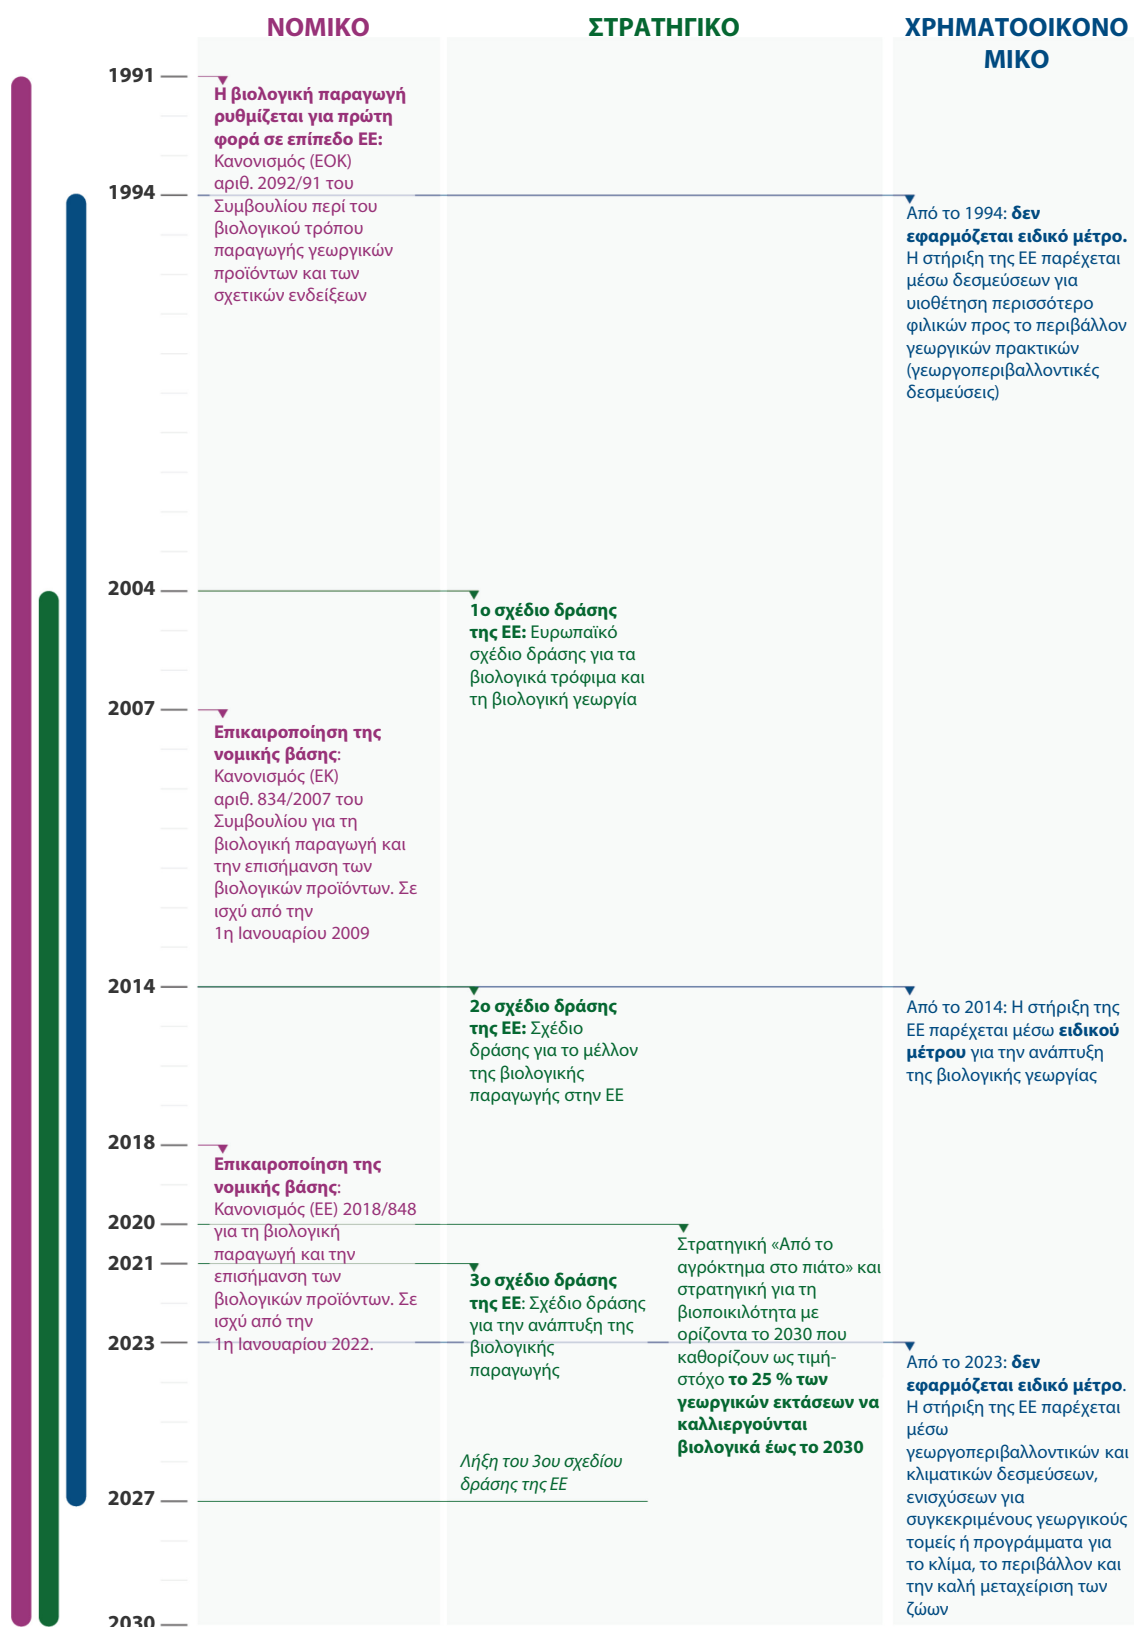 ΝΟΜΙΚΟ
ΣΤΡΑΤΗΓΙΚΟ
ΧΡΗΜΑΤΟΟΙΚΟΝΟ
ΜΙΚΟ
1991
Η βιολογική παραγωγή
ρυθμίζεται για πρώτη
φορά σε επίπεδο ΕΕ:
Κανονισμός (ΕΟΚ)
αριθ. 2092/91 του
Συμβουλίου περί του
βιολογικού τρόπου
παραγωγής γεωργικών
προϊόντων και των
σχετικών ενδείξεων
1994
Από το 1994: δεν
εφαρμόζεται ειδικό μέτρο.
Η στήριξη της ΕΕ παρέχεται
μέσω δεσμεύσεων για
υιοθέτηση περισσότερο
φιλικών προς το περιβάλλον
γεωργικών πρακτικών
(γεωργοπεριβαλλοντικές
δεσμεύσεις)
2004
1ο σχέδιο δράσης
της ΕΕ: Ευρωπαϊκό
σχέδιο δράσης για τα
βιολογικά τρόφιμα και
τη βιολογική γεωργία
2007
Επικαιροποίηση της
νομικής βάσης:
Κανονισμός (ΕΚ)
αριθ. 834/2007 του
Συμβουλίου για τη
βιολογική παραγωγή και
την επισήμανση των
βιολογικών προϊόντων. Σε
ισχύ από την
1η Ιανουαρίου 2009
2014
2ο σχέδιο δράσης
της ΕΕ: Σχέδιο
δράσης για το μέλλον
της βιολογικής
παραγωγής στην ΕΕ
Από το 2014: Η στήριξη της
ΕΕ παρέχεται μέσω ειδικού
μέτρου για την ανάπτυξη
της βιολογικής γεωργίας
2018
Επικαιροποίηση της
νομικής βάσης:
Κανονισμός (ΕΕ) 2018/848
για τη βιολογική
παραγωγή και την
επισήμανση των
βιολογικών προϊόντων. Σε
ισχύ από την
1η Ιανουαρίου 2022.
2020
Στρατηγική «Από το
αγρόκτημα στο πιάτο» και
στρατηγική για τη
βιοποικιλότητα με
ορίζοντα το 2030 που
καθορίζουν ως τιμή-
στόχο το 25 % των
γεωργικών εκτάσεων να
καλλιεργούνται
βιολογικά έως το 2030
2021
3ο σχέδιο δράσης
της ΕΕ: Σχέδιο δράσης
για την ανάπτυξη της
βιολογικής
παραγωγής
2023
Από το 2023: δεν
εφαρμόζεται ειδικό μέτρο.
Η στήριξη της ΕΕ παρέχεται
μέσω
γεωργοπεριβαλλοντικών και
κλιματικών δεσμεύσεων,
ενισχύσεων για
συγκεκριμένους γεωργικούς
τομείς ή προγράμματα για
το κλίμα, το περιβάλλον και
την καλή μεταχείριση των
ζώων
Λήξη του 3ου σχεδίου
δράσης της ΕΕ
2027
2030